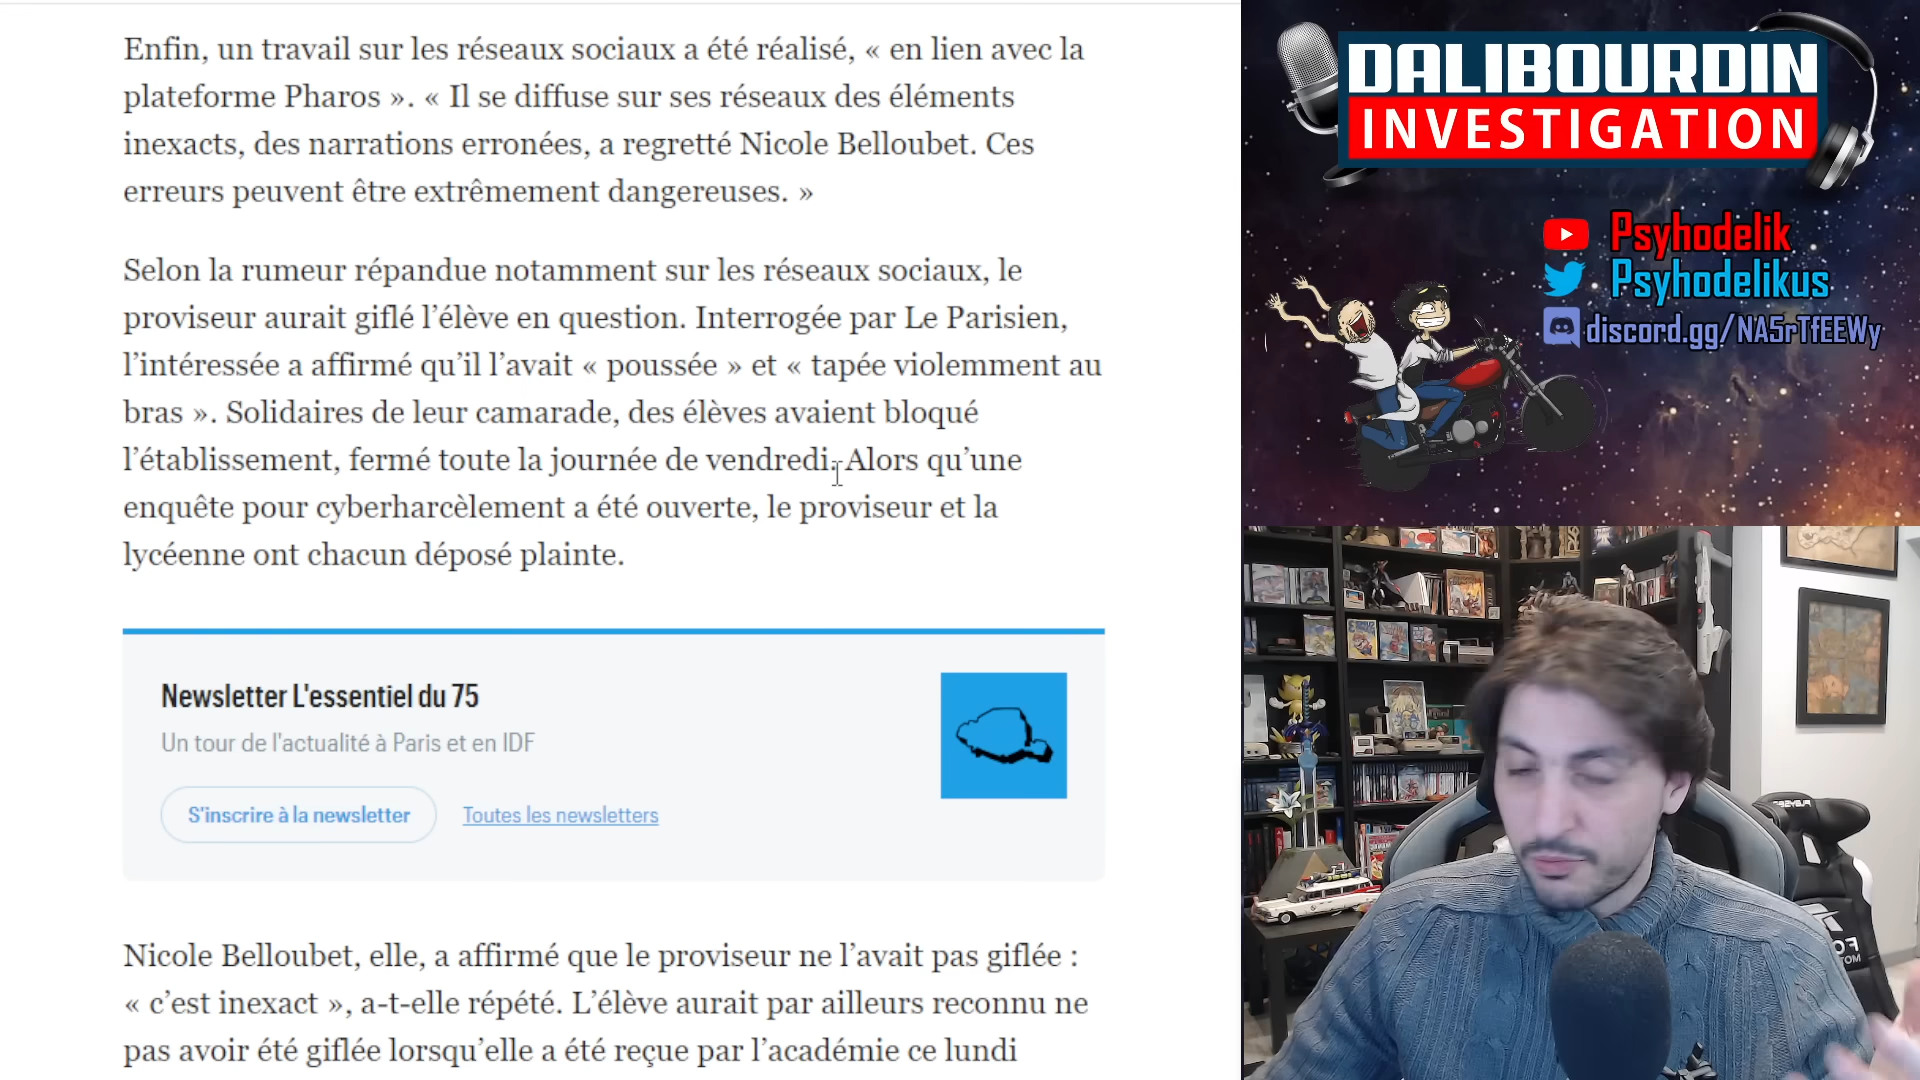 Enfin, un travail sur les réseaux sociaux a été réalisé, « en lien avec la
plateforme Pharos ». « Il se diffuse sur ses réseaux des éléments
inexacts, des narrations erronées, a regretté Nicole Belloubet. Ces
erreurs peuvent être extrêmement dangereuses. »
Selon la rumeur répandue notamment sur les réseaux sociaux, le
proviseur aurait giflé l’élève en question. Interrogée par Le Parisien,
l’intéressée a affirmé qu’il l’avait « poussée » et « tapée violemment au
bras ». Solidaires de leur camarade, des élèves avaient bloqué
l’établissement, fermé toute la journée de vendredi. Alors qu’une
enquête pour cyberharcèlement a été ouverte, le proviseur et la
lycéenne ont chacun déposé plainte.
Newsletter L'essentiel du 75
Un tour de l'actualité à Paris et en IDF
S'inscrire à la newsletter
Toutes les newsletters
Nicole Belloubet, elle, a affirmé que le proviseur ne l’avait pas giflée :
« c’est inexact », a-t-elle répété. L’élève aurait par ailleurs reconnu ne
pas avoir été giflée lorsqu’elle a été reçue par l’académie ce lundi
DALIBOURDIN
INVESTIGATION
Psyhodelik
Psyhodelikus
discord.gg/NA5rTfEEWy